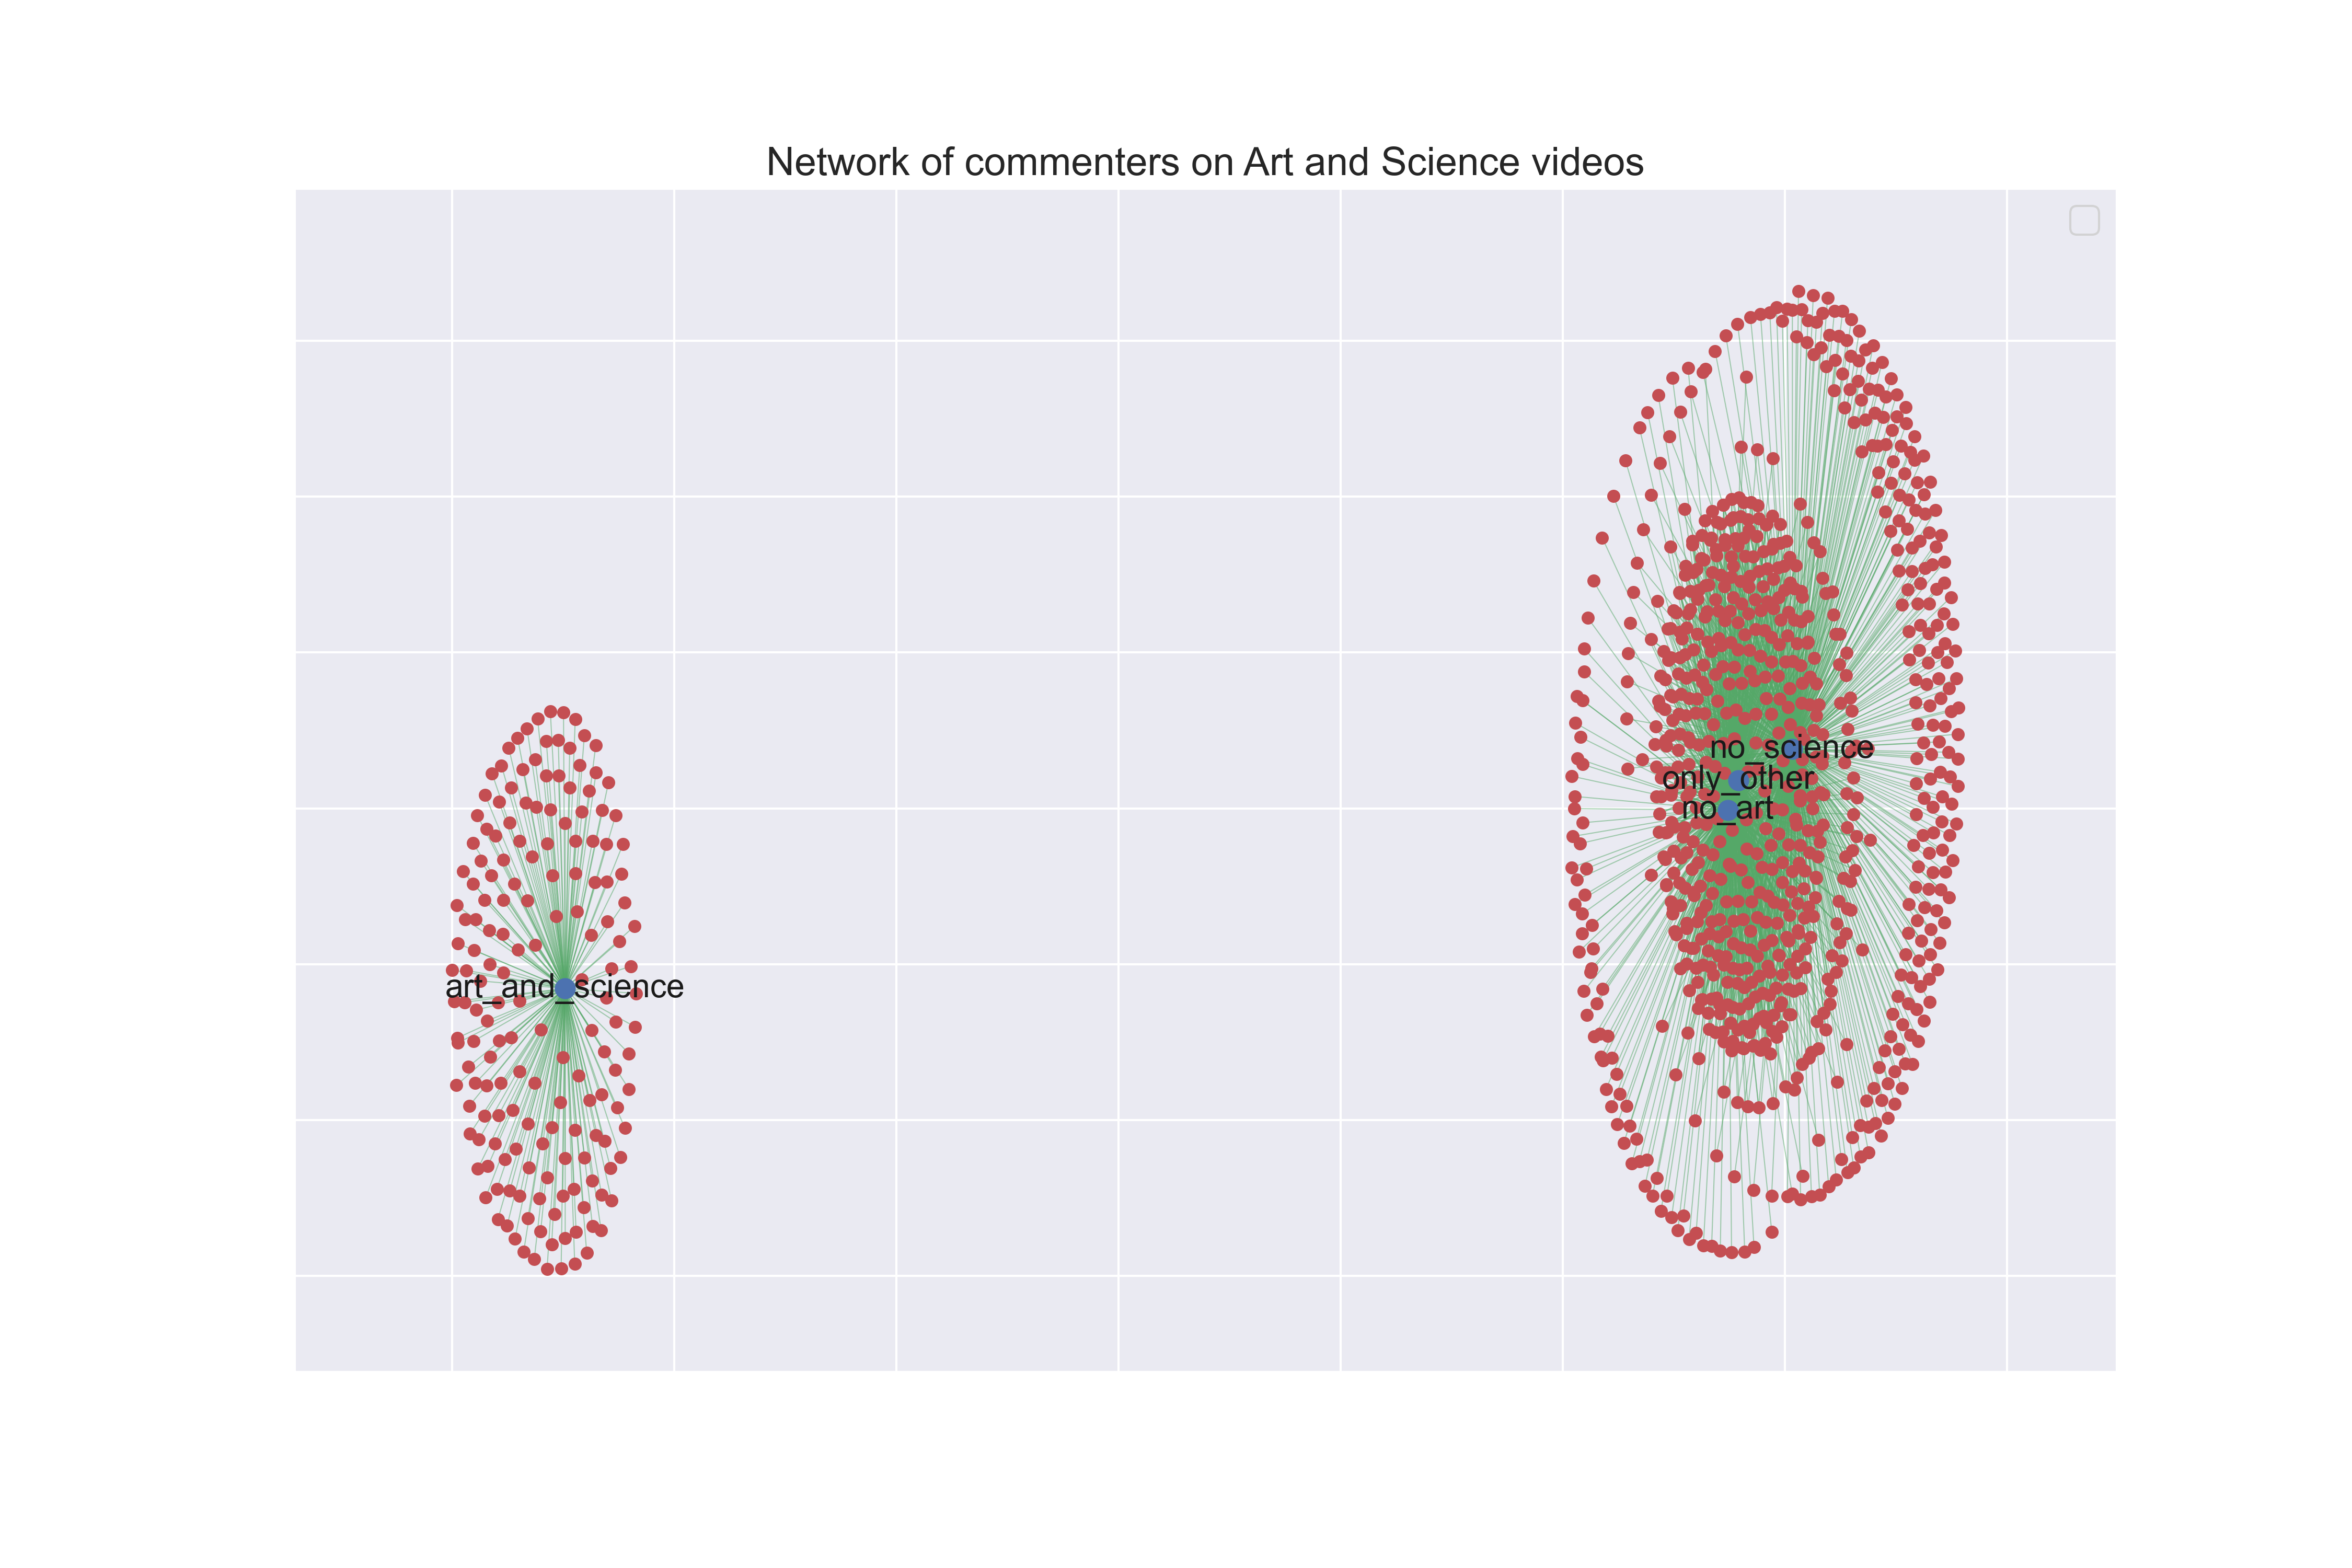 Network of commenters on Art and Science videos
no_science
only_other
no_art
art_and_science